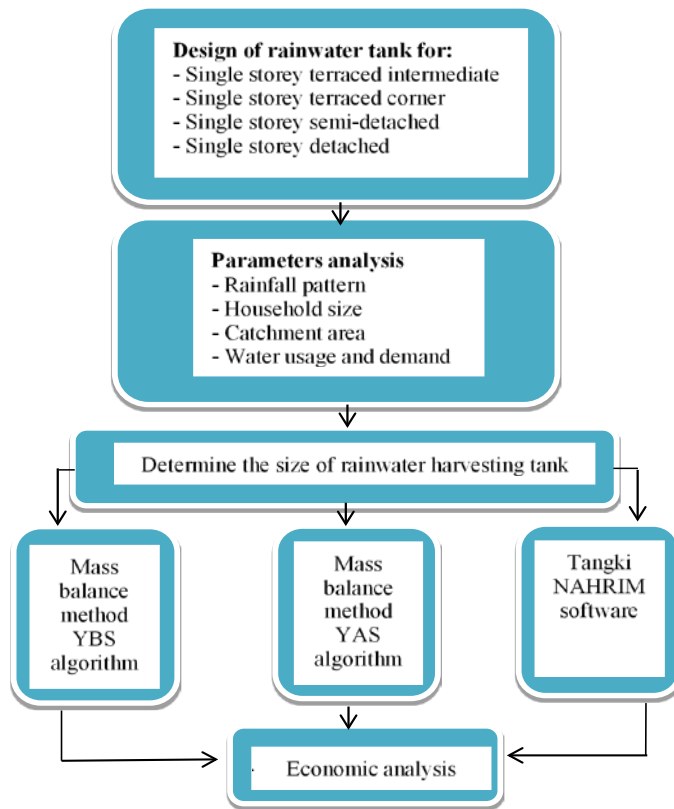 Design of rainwater tank for:
- Single storey terraced intermediate
- Single storey terraced corner
- Single storey semi-detached
- Single storey detached
Parameters analysis
- Rainfall pattern
- Household size
- Catchment area
- Water usage and demand
Determine the size of rainwater harvesting tank
Mass
balance
method
YBS
algorithm
Mass
balance
method
YAS
algorithm
Tangki
NAHRIM
software
Economic analysis